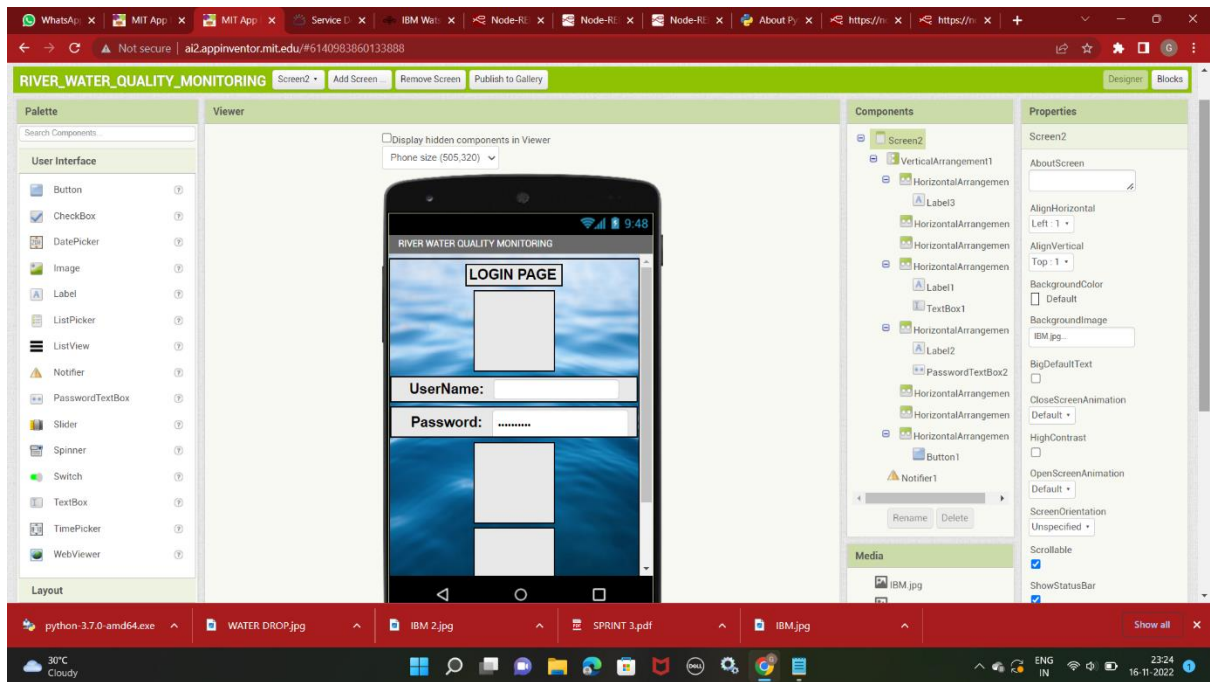 WhatsApp
MIT App
MIT App
Service D
IBM Wats
Node-RE
Node-RE
Node-RE
About Py
https://n
https://n
Not secure | ai2.appinventor.mit.edu/#6140983860133888
G
RIVER_WATER_QUALITY_MONITORING
Screen2
Add Screen ...
Remove Screen
Publish to Gallery
Designer
Blocks
Palette
Search Components...
User Interface
Button
CheckBox
DatePicker
Image
Label
ListPicker
ListView
Notifier
PasswordTextBox
Slider
Spinner
Switch
TextBox
TimePicker
WebViewer
Layout
Viewer
Display hidden components in Viewer
Phone size (505,320)
9:48
RIVER WATER QUALITY MONITORING
LOGIN PAGE
UserName:
Password:
Components
Screen2
VerticalArrangement1
HorizontalArrangemen
Label3
HorizontalArrangemen
HorizontalArrangemen
HorizontalArrangemen
Label1
TextBox1
HorizontalArrangemen
Label2
PasswordTextBox2
HorizontalArrangemen
HorizontalArrangemen
HorizontalArrangemen
Button1
Notifier1
Rename
Delete
Media
IBM.jpg
Properties
Screen2
AboutScreen
AlignHorizontal
Left : 1
AlignVertical
Top : 1
BackgroundColor
Default
BackgroundImage
IBM.jpg...
BigDefaultText
CloseScreenAnimation
Default
HighContrast
OpenScreenAnimation
Default
ScreenOrientation
Unspecified
Scrollable
ShowStatusBar
python-3.7.0-amd64.exe
WATER DROP.jpg
IBM 2.jpg
SPRINT 3.pdf
IBM.jpg
Show all
30°C
Cloudy
DELL
ENG
IN
23:24
16-11-2022
1